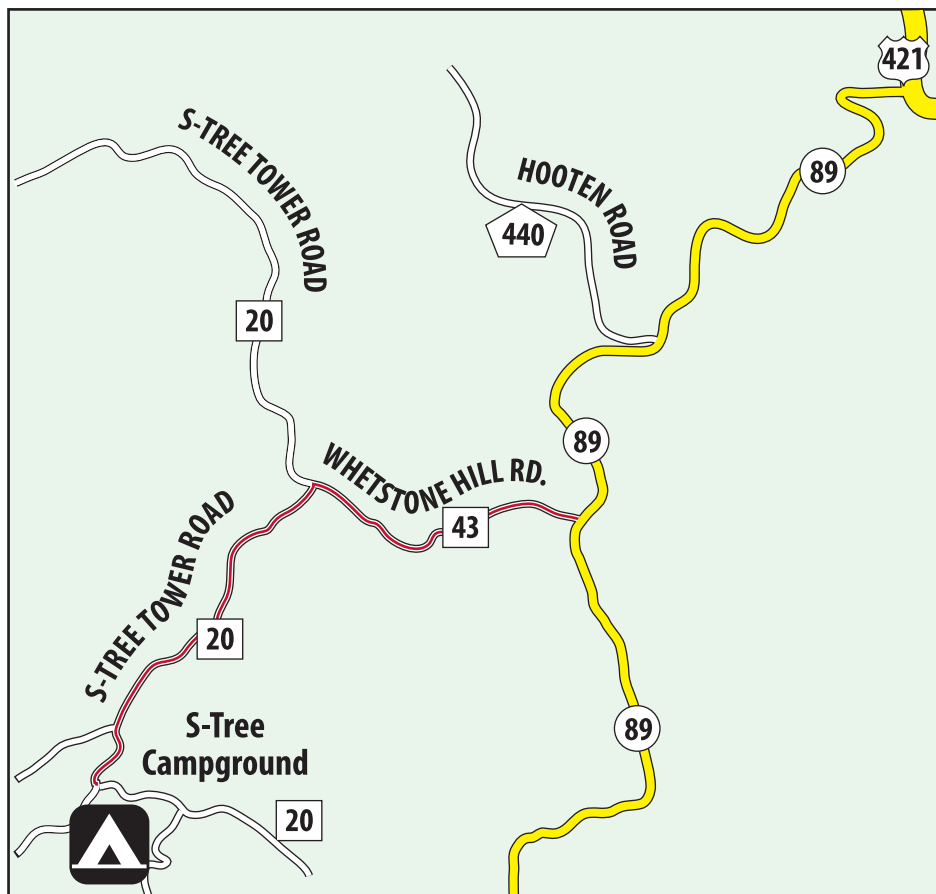 421
S-TREE TOWER ROAD
89
HOOTEN ROAD
440
20
89
WHETSTONE HILL RD.
43
S-TREE TOWER ROAD
20
S-Tree
Campground
89
20